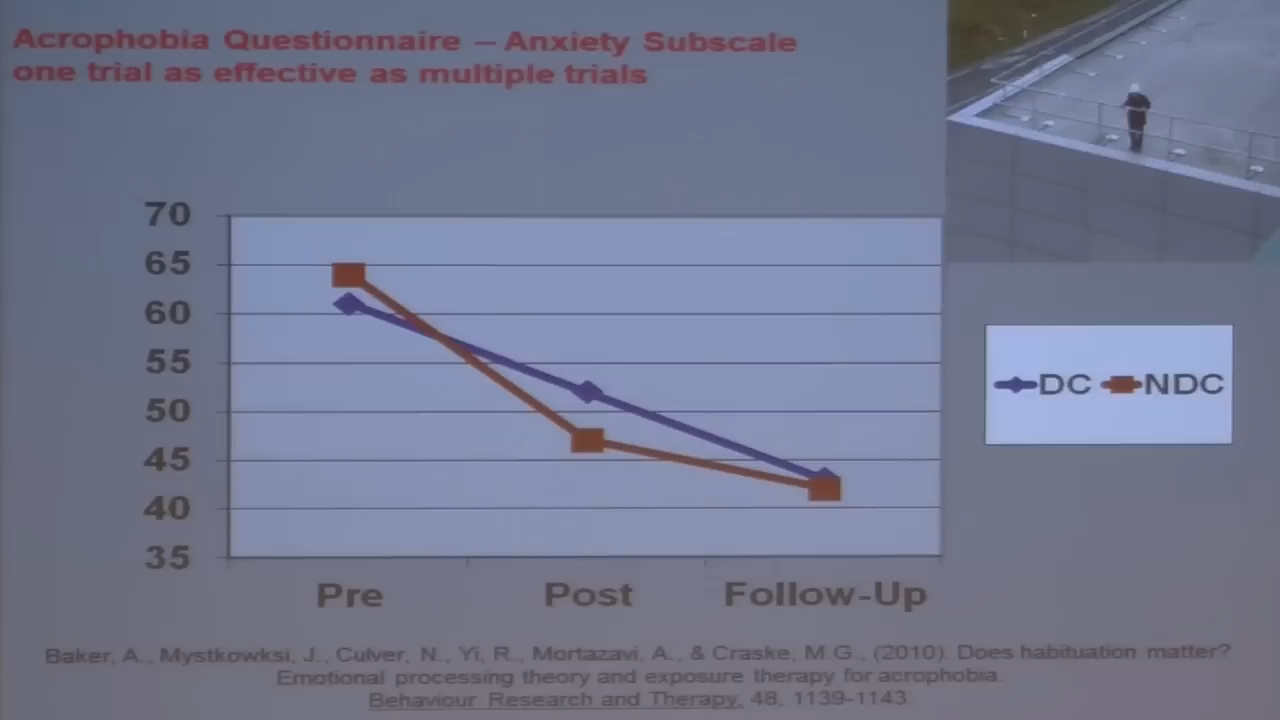 Acrophobia Questionnaire – Anxiety Subscale
one trial as effective as multiple trials
70
65
60
55
50
45
40
35
Pre Post Follow-Up
DC NDC
Baker, A., Mystkowksi, J., Culver, N., Yi, R., Mortazavi, A., & Craske, M.G., (2010). Does habituation matter?
Emotional processing theory and exposure therapy for acrophobia.
Behaviour Research and Therapy, 48, 1139-1143.